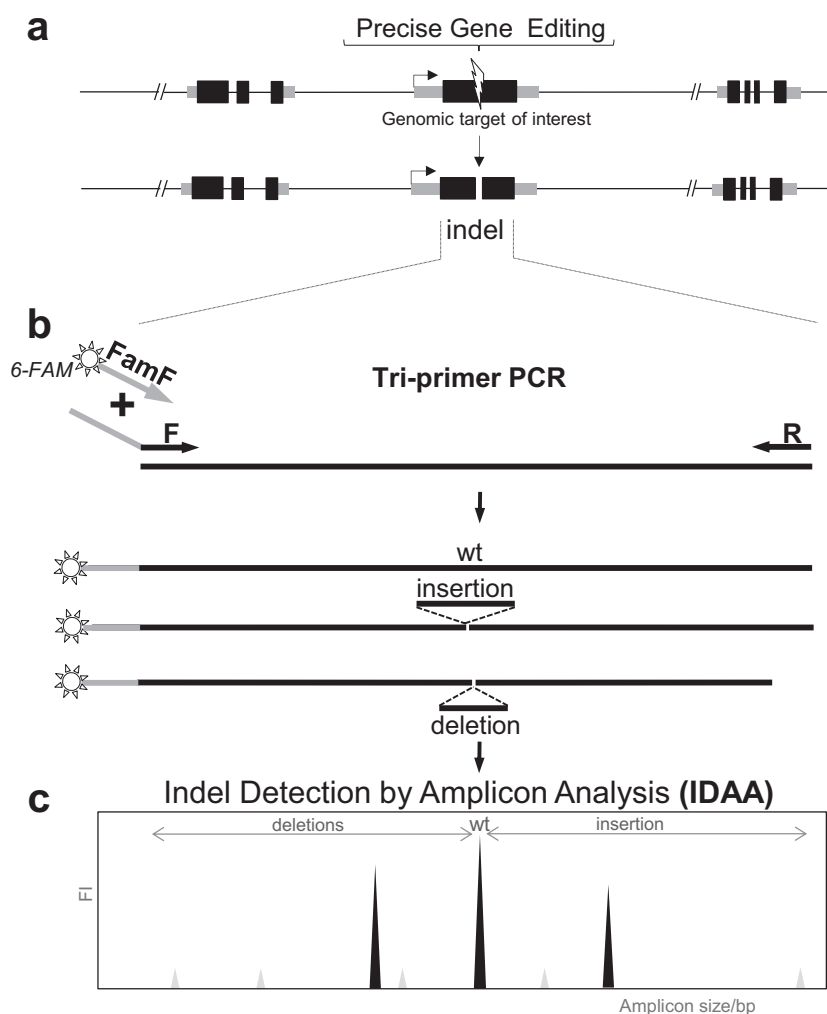 a
Precise Gene Editing
Genomic target of interest
indel
b
6-FAM
FamF
+
Tri-primer PCR
F
R
wt
insertion
deletion
c
Indel Detection by Amplicon Analysis (IDAA)
deletions
wt
insertion
FI
Amplicon size/bp